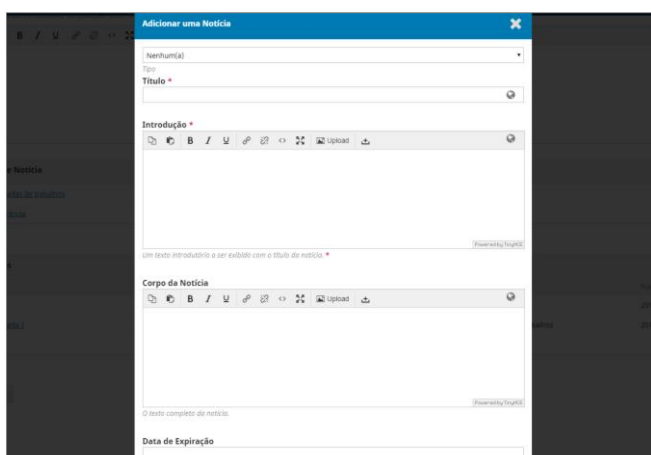 Adicionar uma Notícia
Nenhum(a)
Tipo
Título *
Introdução *
B I U Upload
Powered by TinyMCE
Um texto introdutório a ser exibido com o título da notícia. *
Corpo da Notícia
B I U Upload
Powered by TinyMCE
O texto completo da notícia.
Data de Expiração
B I U
a Notícia